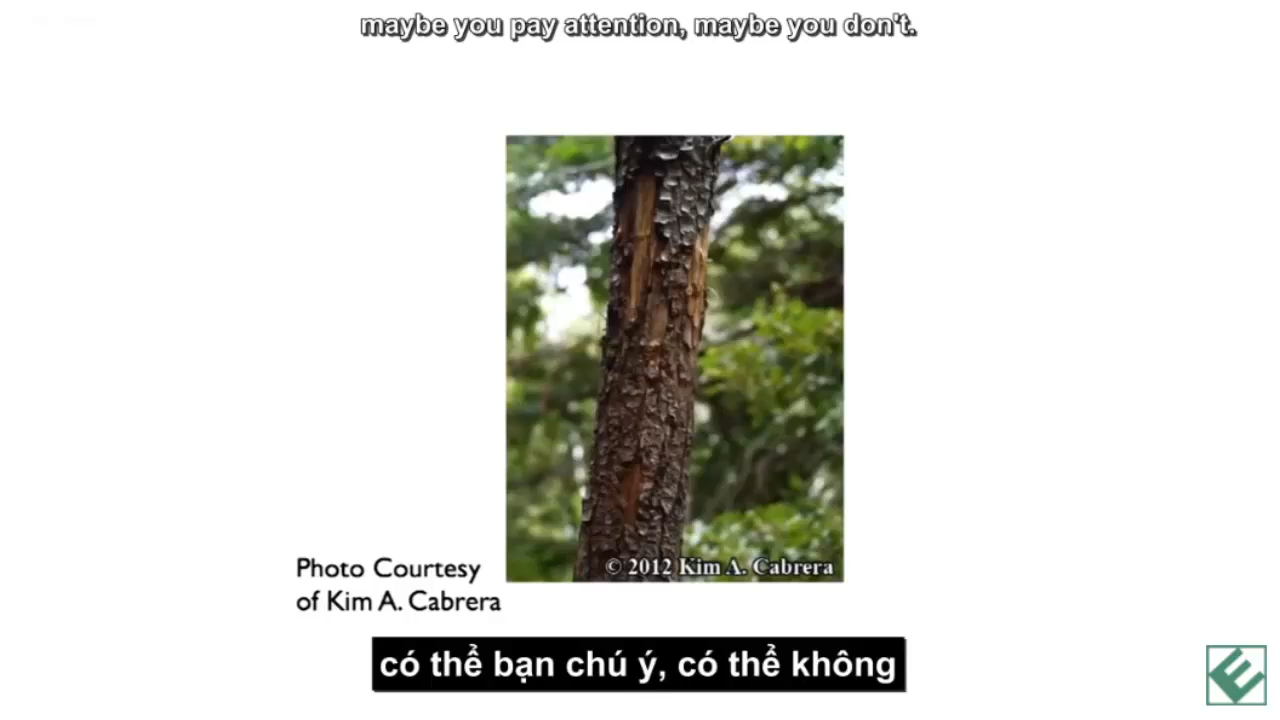 maybe you pay attention, maybe you don't.
© 2012 Kim A. Cabrera
Photo Courtesy
of Kim A. Cabrera
có thể bạn chú ý, có thể không
E